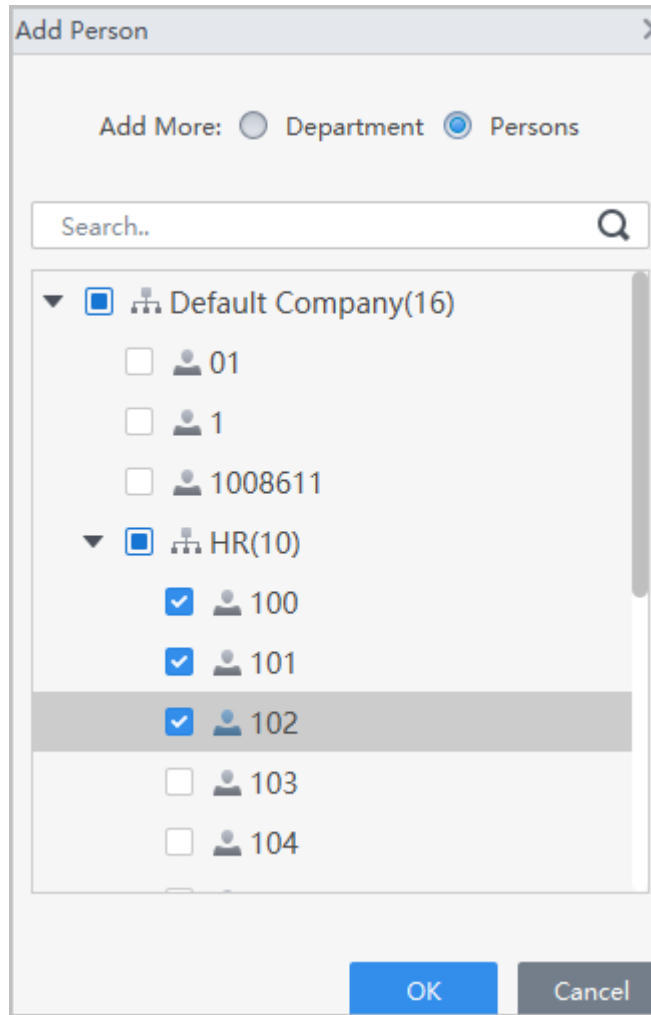 Add Person
Add More: Department Persons
Search..
Default Company(16)
01
1
1008611
HR(10)
100
101
102
103
104
OK Cancel